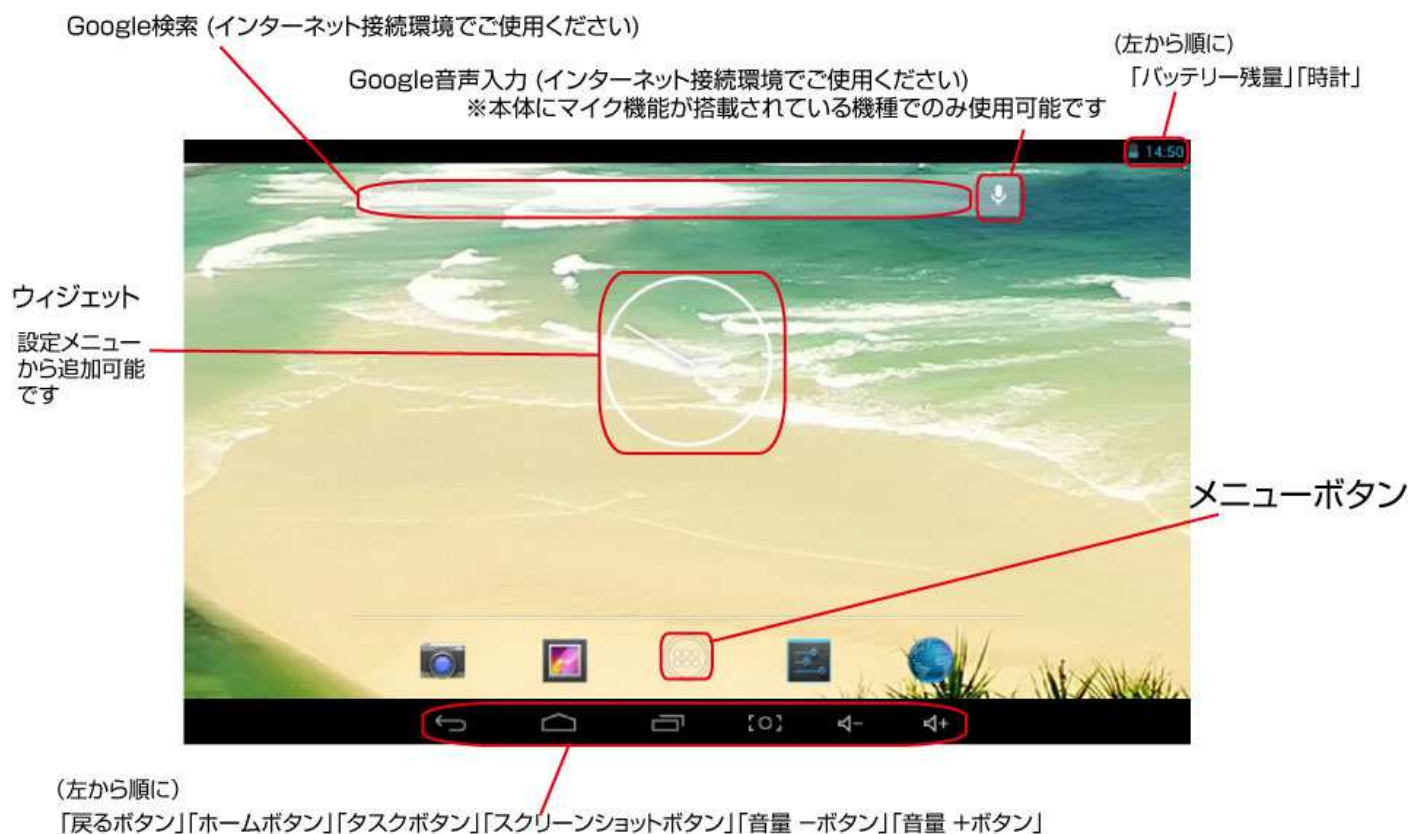 Google検索 (インターネット接続環境でご使用ください)
(左から順に)
「バッテリー残量」「時計」
Google音声入力 (インターネット接続環境でご使用ください)
※本体にマイク機能が搭載されている機種でのみ使用可能です
14:50
ウィジェット
設定メニュー
から追加可能
です
メニューボタン
(左から順に)
「戻るボタン」「ホームボタン」「タスクボタン」「スクリーンショットボタン」「音量 −ボタン」「音量 +ボタン」